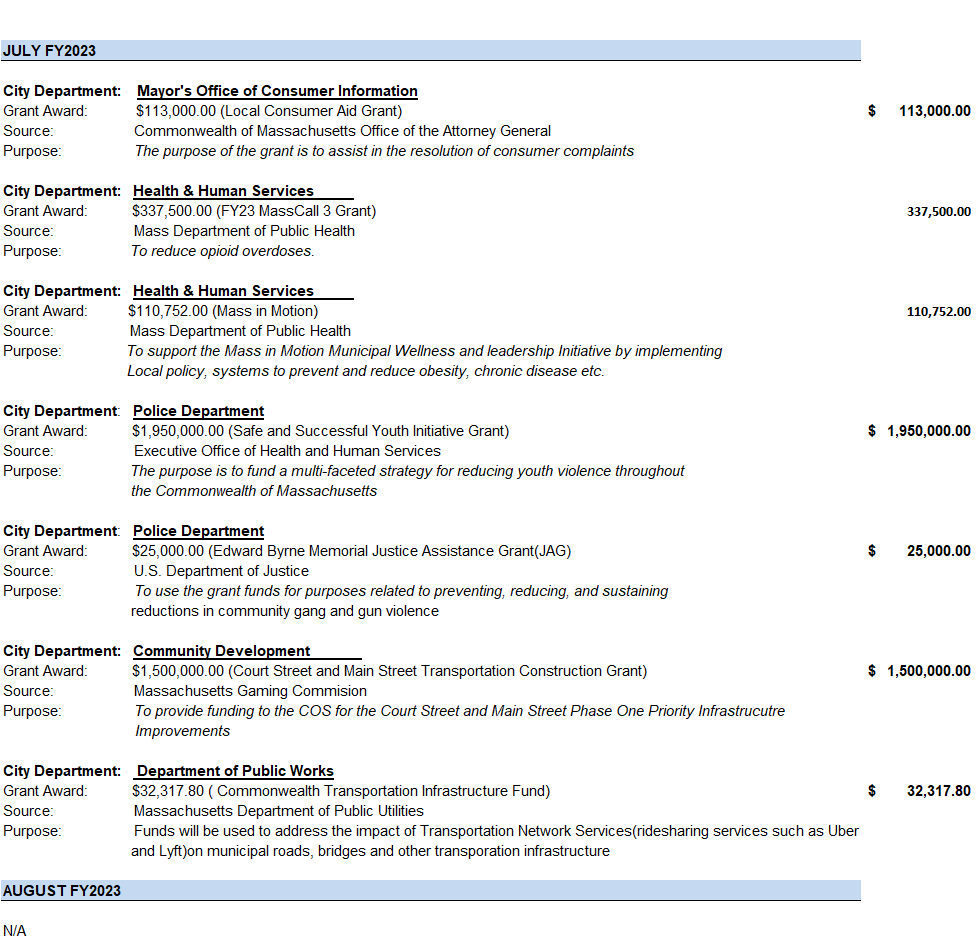 JULY FY2023
City Department: Mayor's Office of Consumer Information
Grant Award: $113,000.00 (Local Consumer Aid Grant) $ 113,000.00
Source: Commonwealth of Massachusetts Office of the Attorney General
Purpose: The purpose of the grant is to assist in the resolution of consumer complaints
City Department: Health & Human Services
Grant Award: $337,500.00 (FY23 MassCall 3 Grant) 337,500.00
Source: Mass Department of Public Health
Purpose: To reduce opioid overdoses.
City Department: Health & Human Services
Grant Award: $110,752.00 (Mass in Motion) 110,752.00
Source: Mass Department of Public Health
Purpose: To support the Mass in Motion Municipal Wellness and leadership Initiative by implementing
Local policy, systems to prevent and reduce obesity, chronic disease etc.
City Department: Police Department
Grant Award: $1,950,000.00 (Safe and Successful Youth Initiative Grant) $ 1,950,000.00
Source: Executive Office of Health and Human Services
Purpose: The purpose is to fund a multi-faceted strategy for reducing youth violence throughout
the Commonwealth of Massachusetts
City Department: Police Department
Grant Award: $25,000.00 (Edward Byrne Memorial Justice Assistance Grant(JAG) $ 25,000.00
Source: U.S. Department of Justice
Purpose: To use the grant funds for purposes related to preventing, reducing, and sustaining
reductions in community gang and gun violence
City Department: Community Development
Grant Award: $1,500,000.00 (Court Street and Main Street Transportation Construction Grant) $ 1,500,000.00
Source: Massachusetts Gaming Commision
Purpose: To provide funding to the COS for the Court Street and Main Street Phase One Priority Infrastrucutre
Improvements
City Department: Department of Public Works
Grant Award: $32,317.80 ( Commonwealth Transportation Infrastructure Fund) $ 32,317.80
Source: Massachusetts Department of Public Utilities
Purpose: Funds will be used to address the impact of Transportation Network Services(ridesharing services such as Uber
and Lyft)on municipal roads, bridges and other transporation infrastructure
AUGUST FY2023
N/A